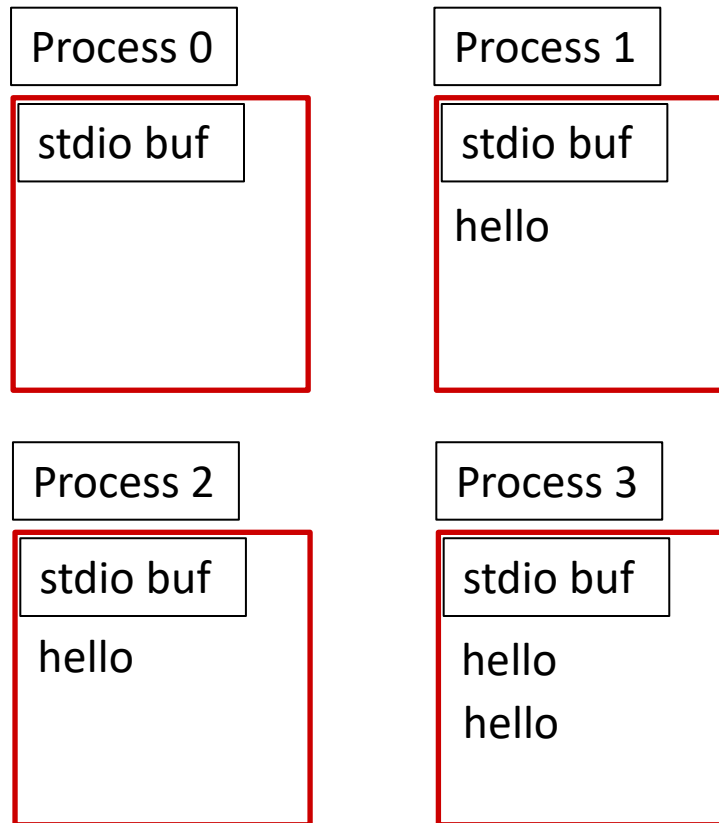 Process 0
stdio buf
Process 1
stdio buf
hello
Process 2
stdio buf
hello
Process 3
stdio buf
hello
hello